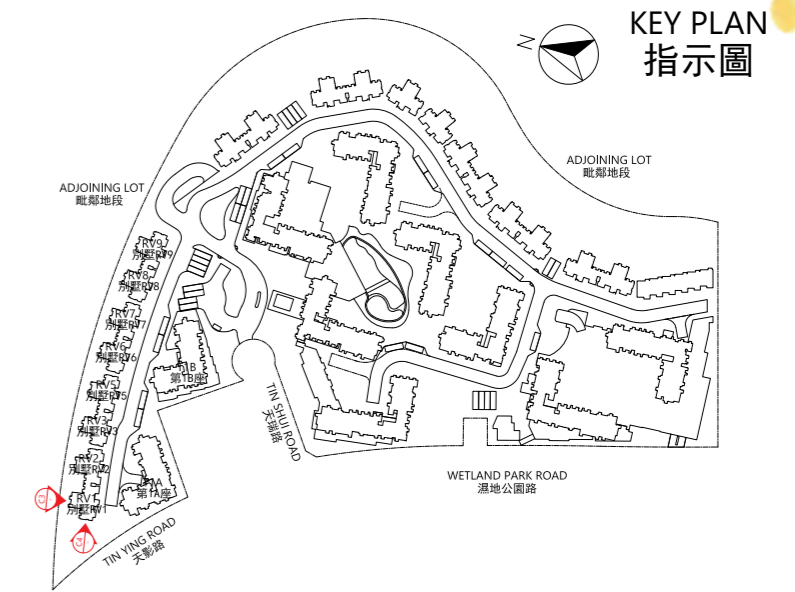 KEY PLAN
指示圖
N
ADJOINING LOT
毗鄰地段
ADJOINING LOT
毗鄰地段
RV9
別墅RV9
RV8
別墅RV8
RV7
別墅RV7
RV6
別墅RV6
RV5
別墅RV5
RV3
別墅RV3
RV2
別墅RV2
RV1
別墅RV1
第1B座
第1A座
TIN SHUI ROAD
天瑞路
WETLAND PARK ROAD
濕地公園路
TIN YING ROAD
天影路
C3
C4